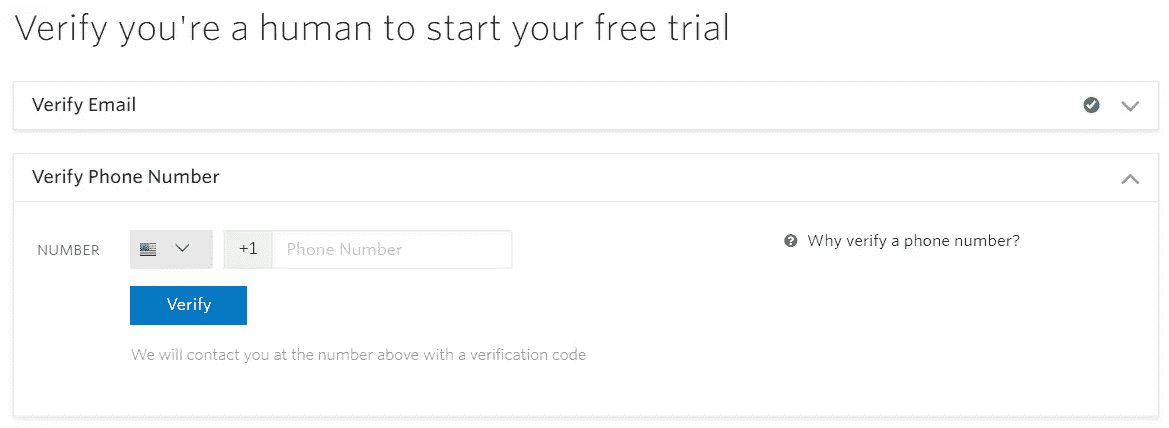 Verify you're a human to start your free trial
Verify Email
Verify Phone Number
NUMBER +1 Phone Number
Why verify a phone number?
Verify
We will contact you at the number above with a verification code